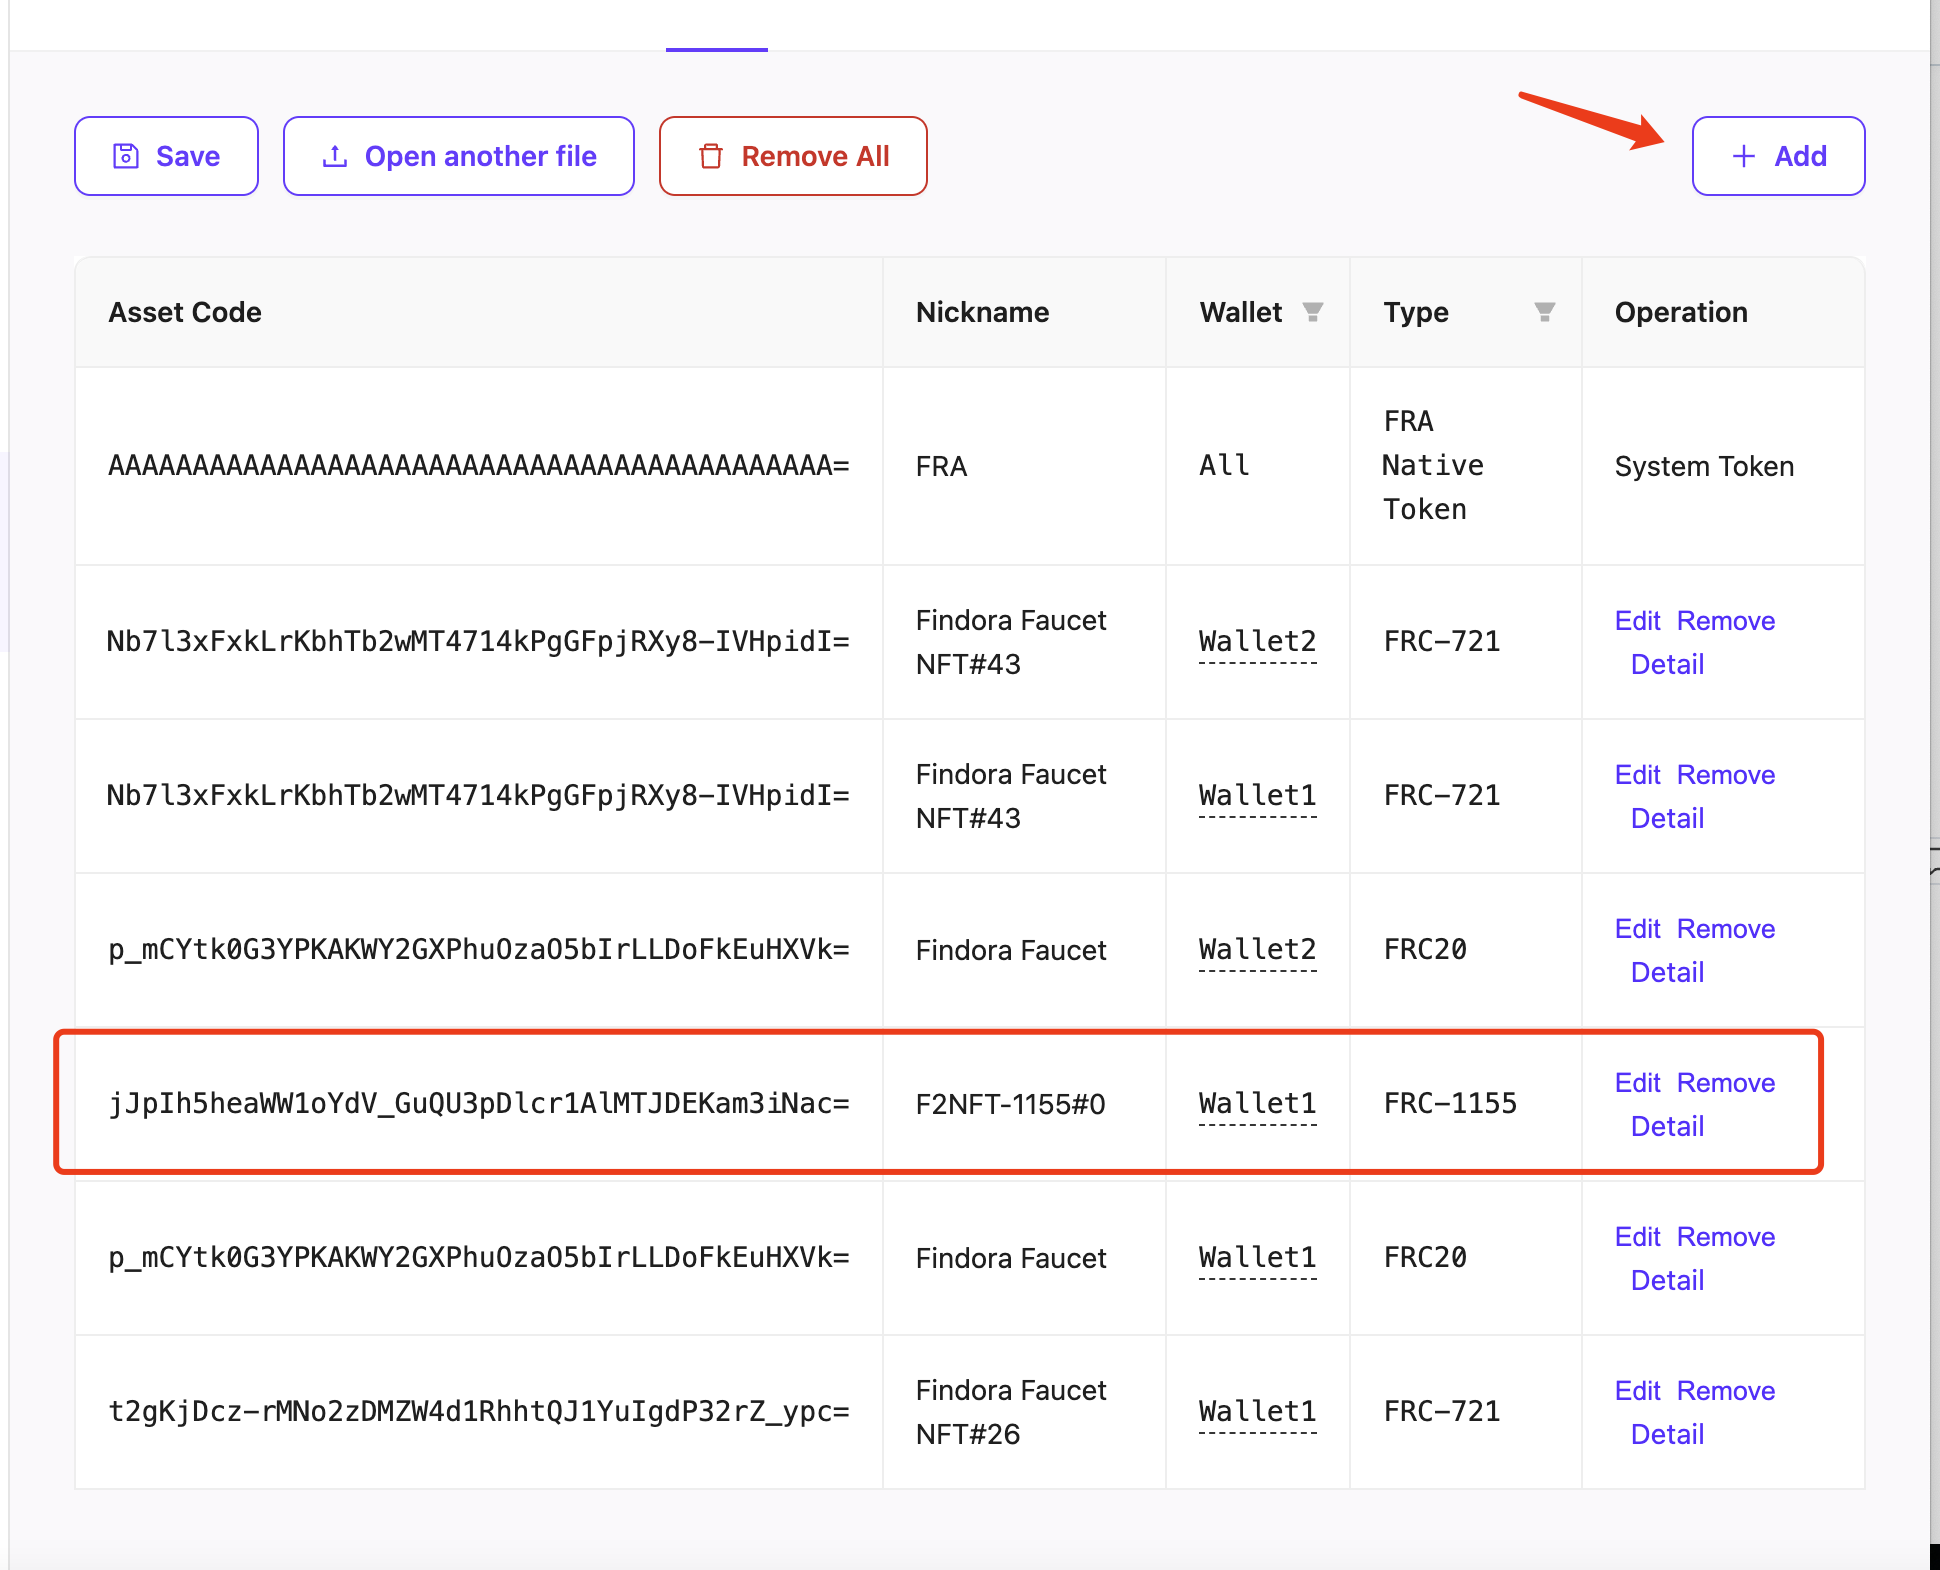 Save
Open another file
Remove All
Add
Asset Code
Nickname
Wallet
Type
Operation
AAAAAAAAAAAAAAAAAAAAAAAAAAAAAAAAAAAAAAAAAAA=
FRA
All
FRA
Native
Token
System Token
Nb7l3xFxkLrKbhTb2wMT4714kPgGFpjRXy8-IVHpidI=
Findora Faucet
NFT#43
Wallet2
FRC-721
Edit Remove
Detail
Nb7l3xFxkLrKbhTb2wMT4714kPgGFpjRXy8-IVHpidI=
Findora Faucet
NFT#43
Wallet1
FRC-721
Edit Remove
Detail
p_mCYtk0G3YPKAKWY2GXPhuOzaO5bIrLLDoFkEuHXVk=
Findora Faucet
Wallet2
FRC20
Edit Remove
Detail
jJpIh5heaWW1oYdV_GuQU3pDlcr1AlMTJDEKam3iNac=
F2NFT-1155#0
Wallet1
FRC-1155
Edit Remove
Detail
p_mCYtk0G3YPKAKWY2GXPhuOzaO5bIrLLDoFkEuHXVk=
Findora Faucet
Wallet1
FRC20
Edit Remove
Detail
t2gKjDcz-rMNo2zDMZW4d1RhhtQJ1YuIgdP32rZ_ypc=
Findora Faucet
NFT#26
Wallet1
FRC-721
Edit Remove
Detail